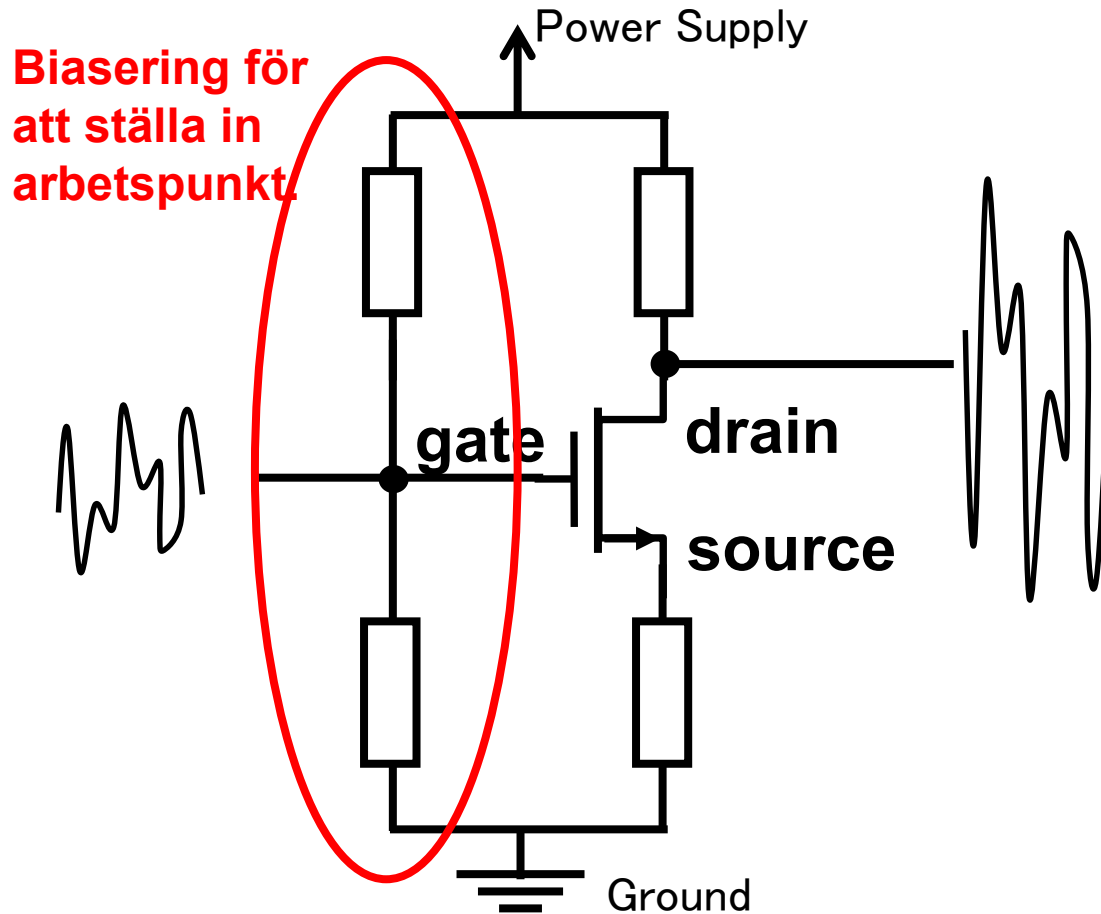 Power Supply
Biasering för
att ställa in
arbetspunkt.
gate
drain
source
Ground